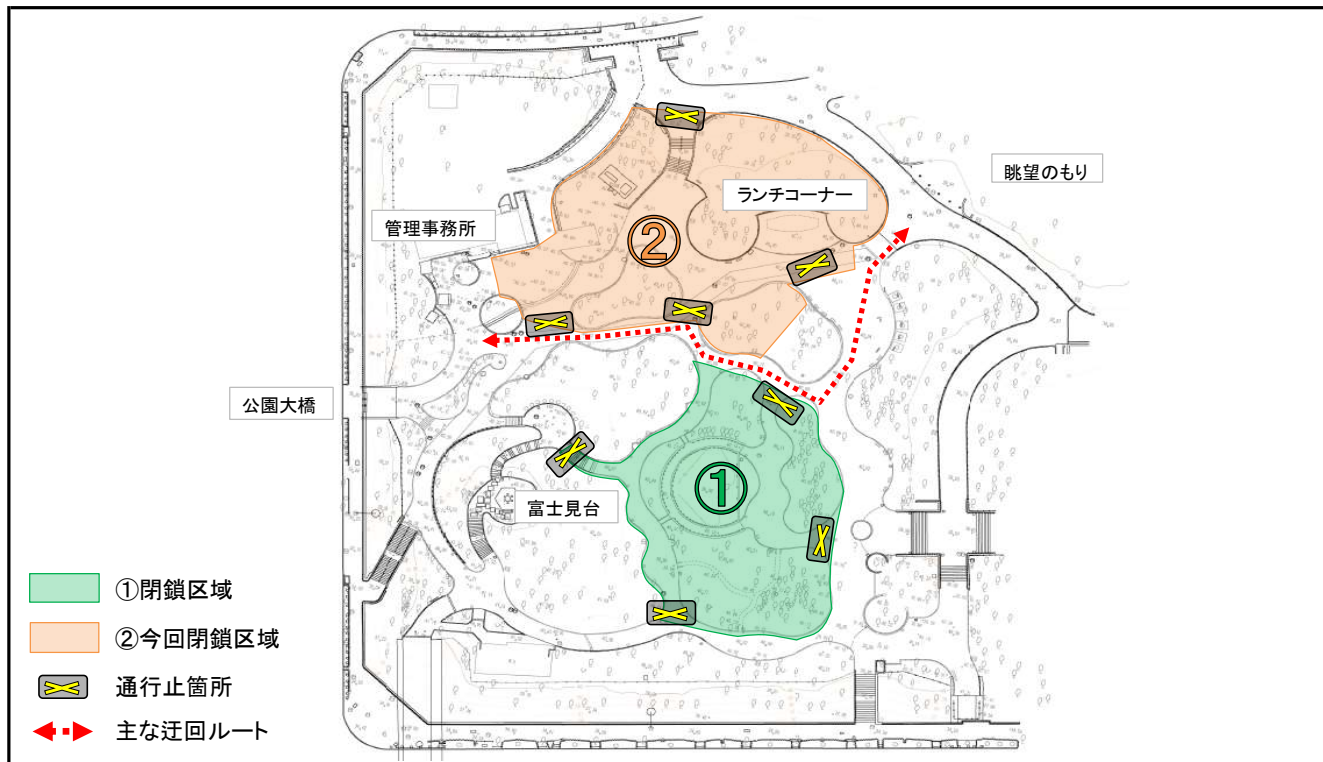 眺望のもり
ランチコーナー
管理事務所
②
公園大橋
①
富士見台
①閉鎖区域
②今回閉鎖区域
通行止箇所
主な迂回ルート